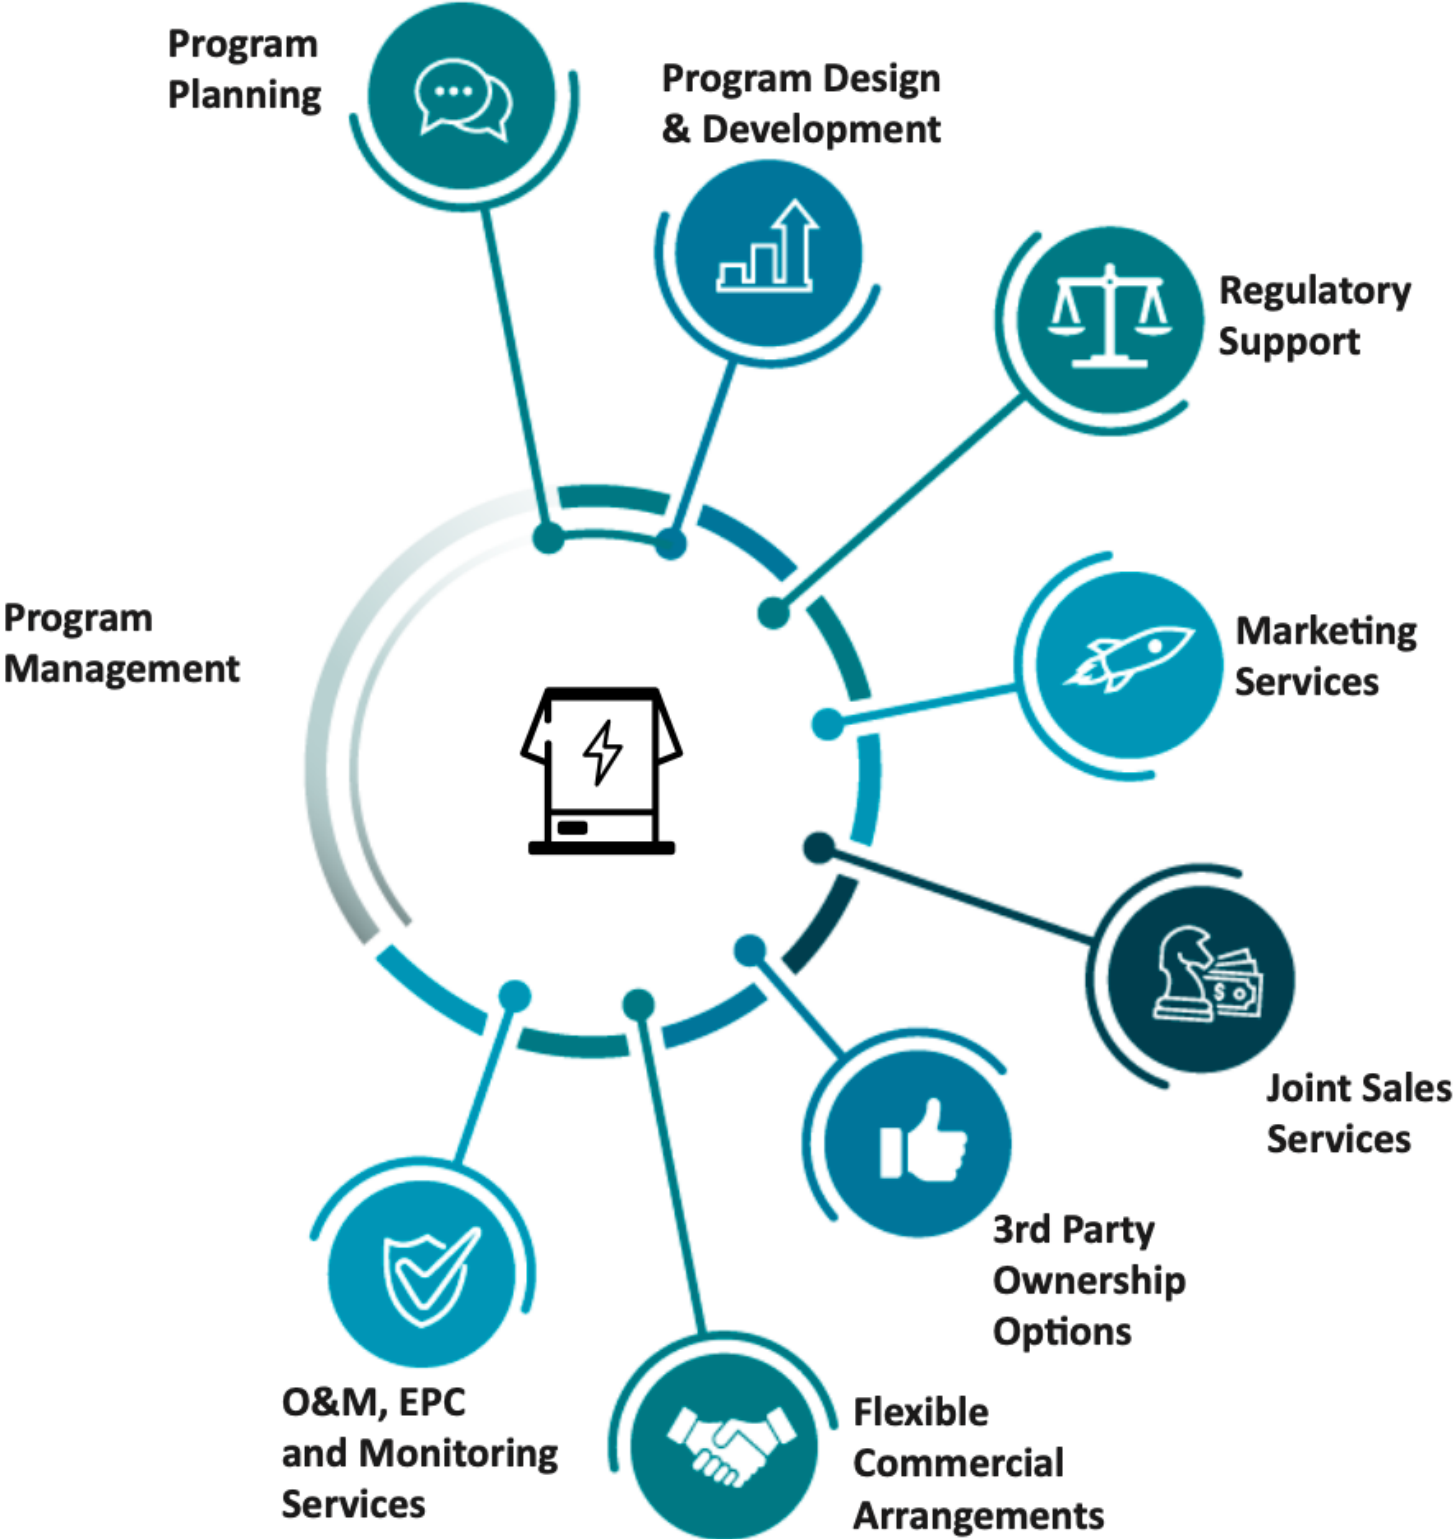 Program
Planning
Program Design
& Development
Regulatory
Support
Marketing
Services
Program
Management
Joint Sales
Services
3rd Party
Ownership
Options
O&M, EPC
and Monitoring
Services
Flexible
Commercial
Arrangements
$